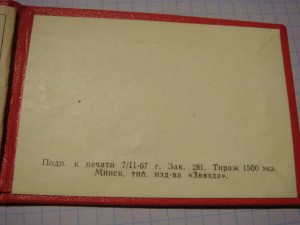 Подп. к печати 7/II-67 г. Зак. 281. Тираж 1500 экз.
Минск, тип. изд-ва «Звязда».